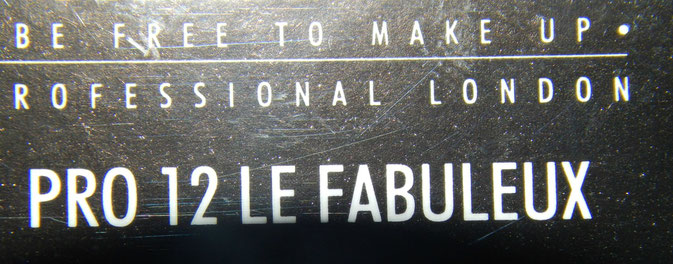 BE FREE TO MAKE UP•
ROFESSIONAL LONDON
PRO 12 LE FABULEUX